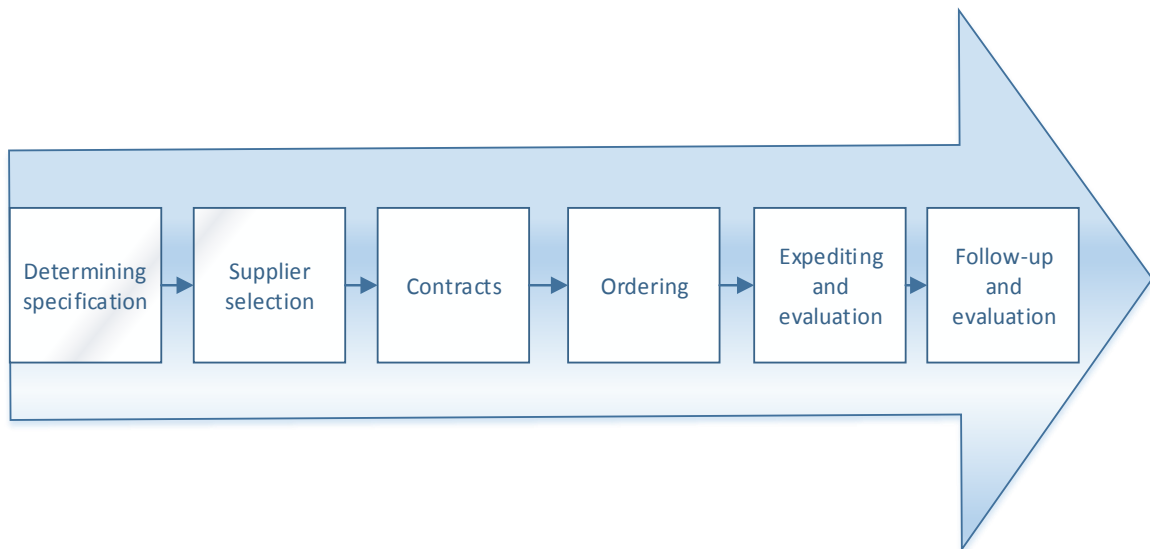 Determining
specification
Supplier
selection
Contracts
Ordering
Expediting
and
evaluation
Follow-up
and
evaluation